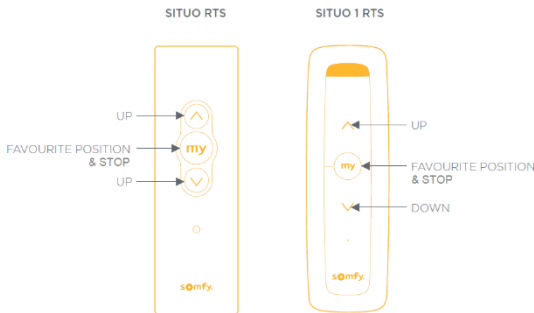 SITUO RTS
UP
FAVOURITE POSITION
& STOP
UP
my
somfy.
SITUO 1 RTS
UP
FAVOURITE POSITION
& STOP
DOWN
my
somfy.